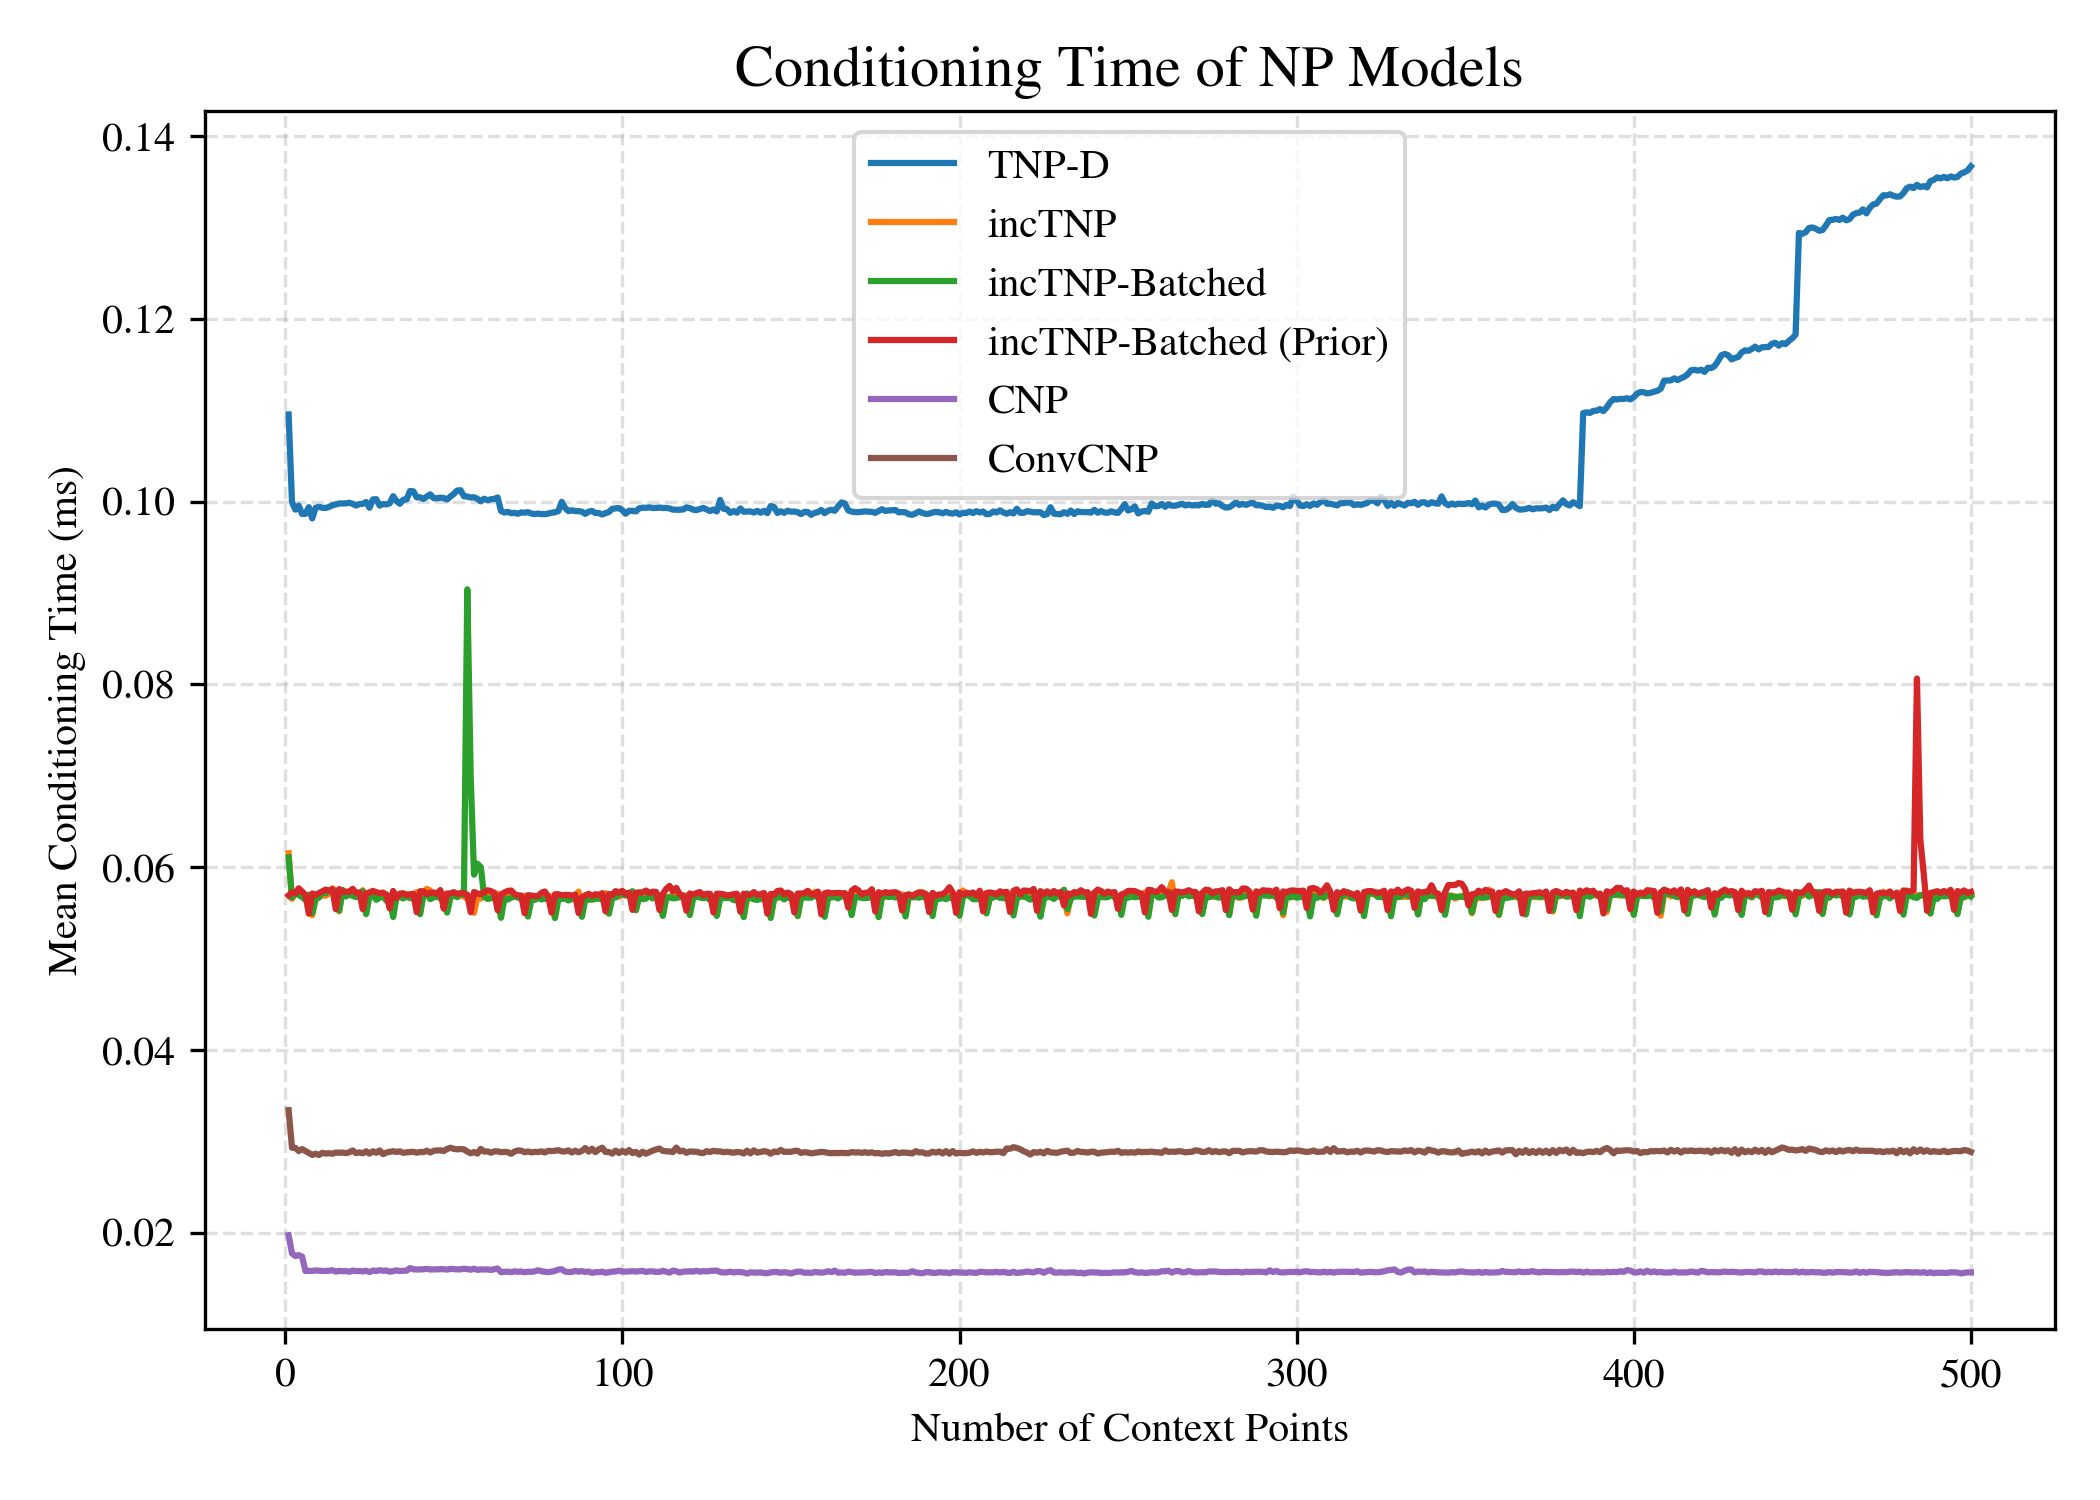 Conditioning Time of NP Models
Mean Conditioning Time (ms)
0.14
0.12
0.10
0.08
0.06
0.04
0.02
TNP-D
incTNP
incTNP-Batched
incTNP-Batched (Prior)
CNP
ConvCNP
0 100 200 300 400 500
Number of Context Points